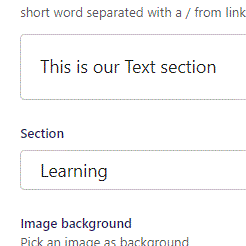 short word separated with a / from link
This is our Text section
Section
Learning
Image background
Pick an image as background